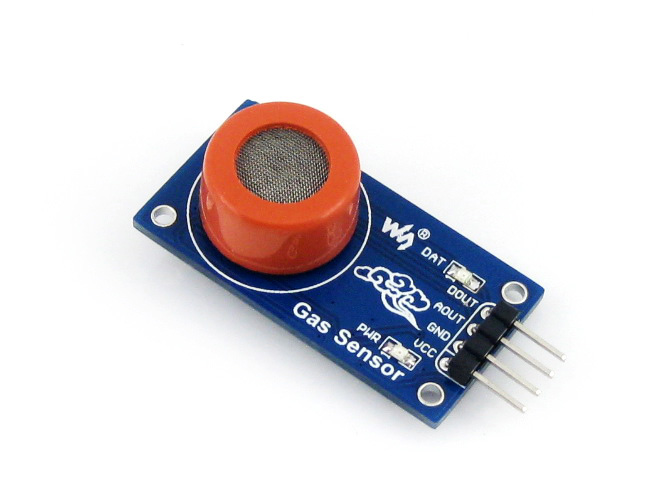 W ®
DAT
DOUT
AOUT
GND
VCC
PWR
Gas Sensor